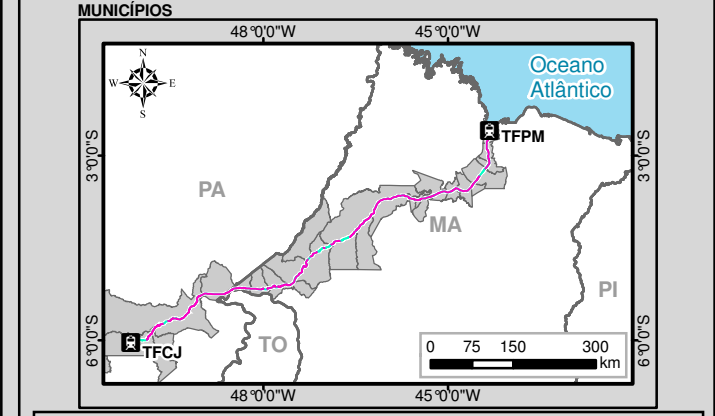 MUNICÍPIOS
48°0'0"W 45°0'0"W
N
W E
S
Oceano
Atlântico
TFPM
3°0'0"S 3°0'0"S
PA
MA
PI
TO
TFCJ
6°0'0"S 6°0'0"S
0 75 150 300
km
48°0'0"W 45°0'0"W